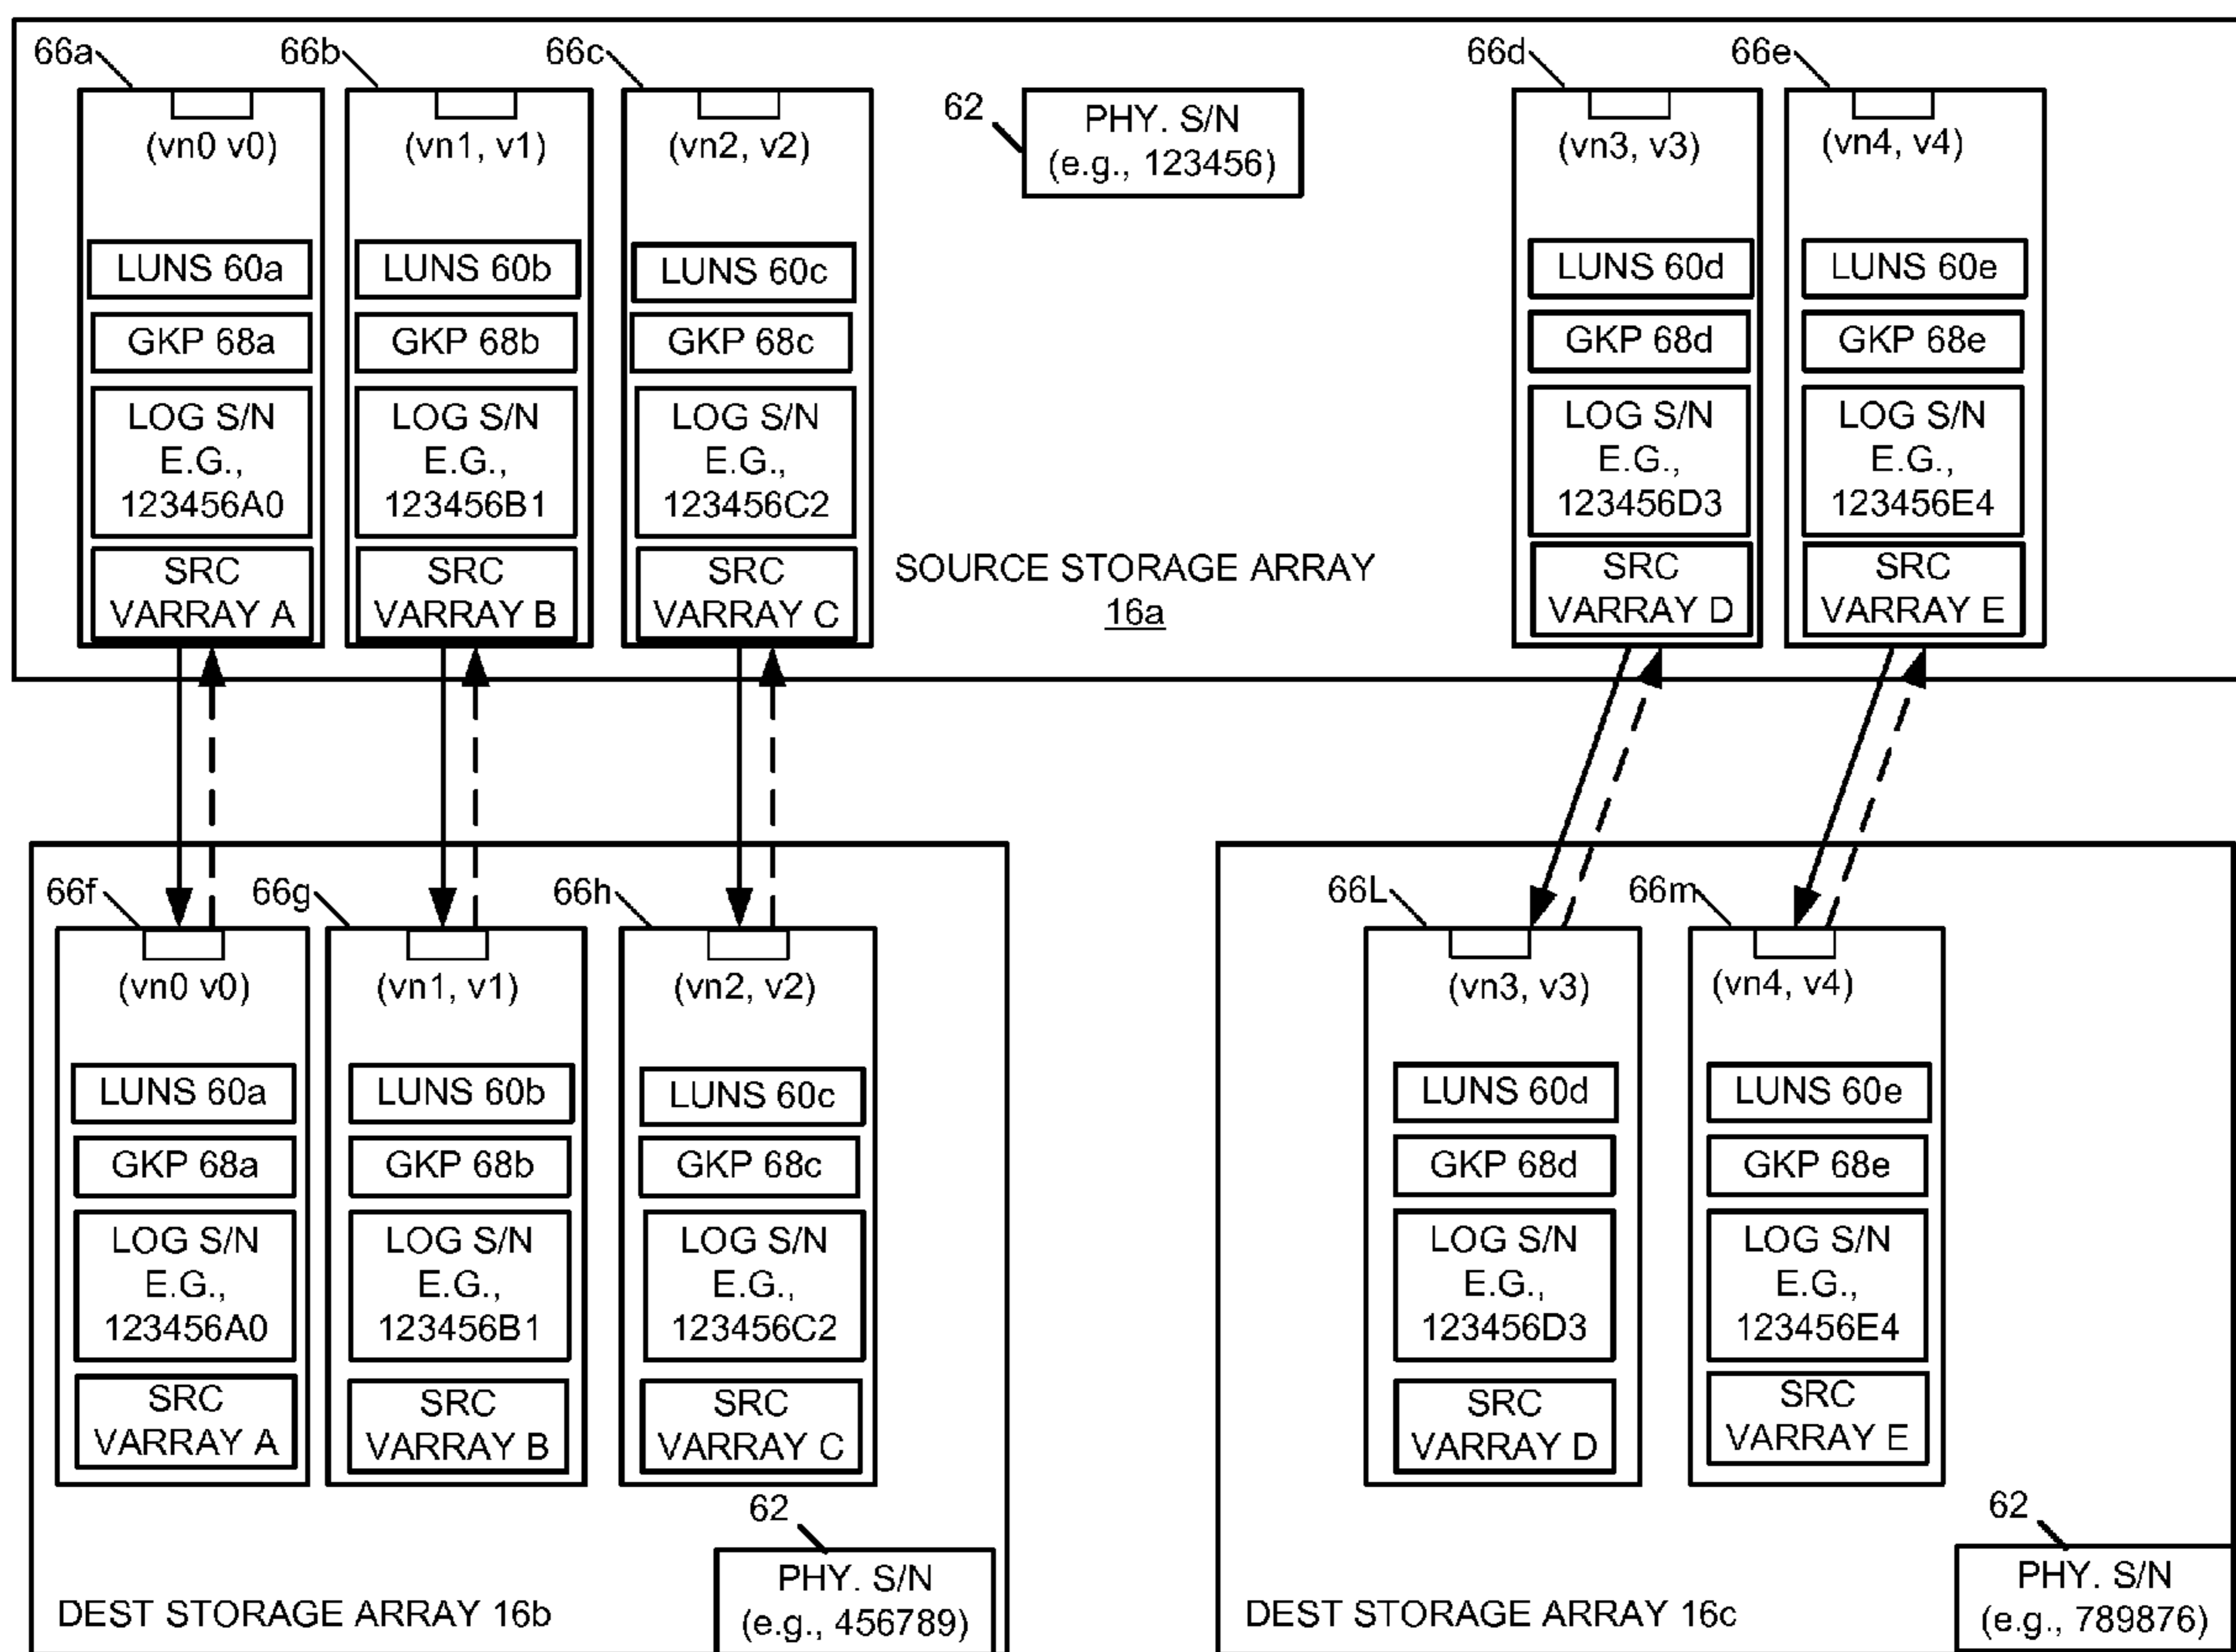 66a
66b
66c
66d
66e
(vn0 v0)
(vn1, v1)
(vn2, v2)
62
PHY. S/N
(e.g., 123456)
(vn3, v3)
(vn4, v4)
LUNS 60a
LUNS 60b
LUNS 60c
LUNS 60d
LUNS 60e
GKP 68a
GKP 68b
GKP 68c
GKP 68d
GKP 68e
LOG S/N
E.G.,
123456A0
LOG S/N
E.G.,
123456B1
LOG S/N
E.G.,
123456C2
LOG S/N
E.G.,
123456D3
LOG S/N
E.G.,
123456E4
SRC
VARRAY A
SRC
VARRAY B
SRC
VARRAY C
SOURCE STORAGE ARRAY
16a
SRC
VARRAY D
SRC
VARRAY E
66f
66g
66h
66L
66m
(vn0 v0)
(vn1, v1)
(vn2, v2)
(vn3, v3)
(vn4, v4)
LUNS 60a
LUNS 60b
LUNS 60c
LUNS 60d
LUNS 60e
GKP 68a
GKP 68b
GKP 68c
GKP 68d
GKP 68e
LOG S/N
E.G.,
123456A0
LOG S/N
E.G.,
123456B1
LOG S/N
E.G.,
123456C2
LOG S/N
E.G.,
123456D3
LOG S/N
E.G.,
123456E4
SRC
VARRAY A
SRC
VARRAY B
SRC
VARRAY C
SRC
VARRAY D
SRC
VARRAY E
62
PHY. S/N
(e.g., 456789)
DEST STORAGE ARRAY 16b
62
PHY. S/N
(e.g., 789876)
DEST STORAGE ARRAY 16c